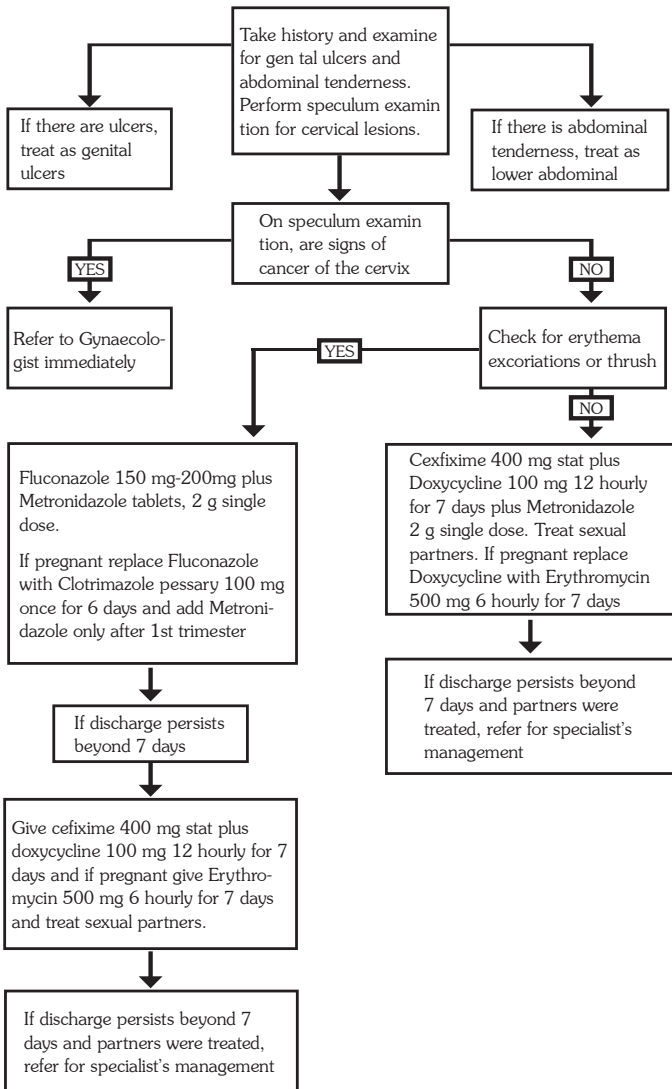 Take history and examine
for gen tal ulcers and
abdominal tenderness.
Perform speculum examin
tion for cervical lesions.
If there are ulcers,
treat as genital
ulcers
If there is abdominal
tenderness, treat as
lower abdominal
On speculum examin
tion, are signs of
cancer of the cervix
YES
NO
Refer to Gynaecolo-
gist immediately
YES
Check for erythema
excoriations or thrush
NO
Fluconazole 150 mg-200mg plus
Metronidazole tablets, 2 g single
dose.
If pregnant replace Fluconazole
with Clotrimazole pessary 100 mg
once for 6 days and add Metroni-
dazole only after 1st trimester
Cexfixime 400 mg stat plus
Doxycycline 100 mg 12 hourly
for 7 days plus Metronidazole
2 g single dose. Treat sexual
partners. If pregnant replace
Doxycycline with Erythromycin
500 mg 6 hourly for 7 days
If discharge persists beyond
7 days and partners were
treated, refer for specialist's
management
If discharge persists
beyond 7 days
Give cefixime 400 mg stat plus
doxycycline 100 mg 12 hourly for 7
days and if pregnant give Erythro-
mycin 500 mg 6 hourly for 7 days
and treat sexual partners.
If discharge persists beyond 7
days and partners were treated,
refer for specialist's management